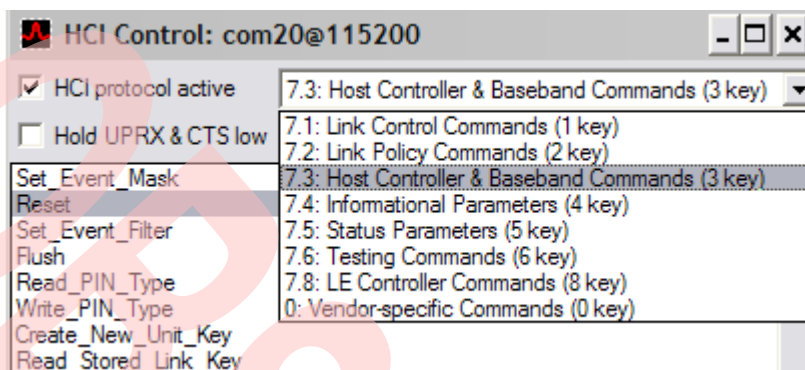 HCI Control: com20@115200
HCI protocol active
7.3: Host Controller & Baseband Commands (3 key)
Hold UPRX & CTS low
7.1: Link Control Commands (1 key)
7.2: Link Policy Commands (2 key)
7.3: Host Controller & Baseband Commands (3 key)
7.4: Informational Parameters (4 key)
7.5: Status Parameters (5 key)
7.6: Testing Commands (6 key)
7.8: LE Controller Commands (8 key)
0: Vendor-specific Commands (0 key)
Set_Event_Mask
Reset
Set_Event_Filter
Flush
Read_PIN_Type
Write_PIN_Type
Create_New_Unit_Key
Read_Stored_Link_Key